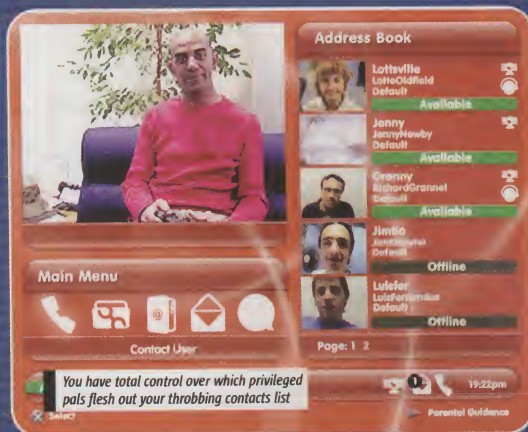 Address Book
Lottsville
LotteOldfield
Default
Available
Jenny
JennyNewby
Default
Available
Granny
RichardGrannel
Default
Available
Jimbo
Default
Offline
Luisfer
Default
Offline
Page: 1 2
Main Menu
Contact User
You have total control over which privileged
pals flesh out your throbbing contacts list
19:22pm
Select
Parental Guidance